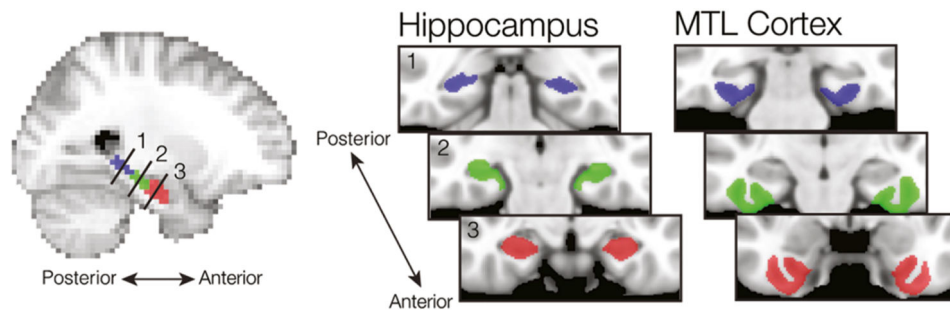 Hippocampus
MTL Cortex
1
2
3
Posterior
Anterior
1
2
3
Posterior
Anterior